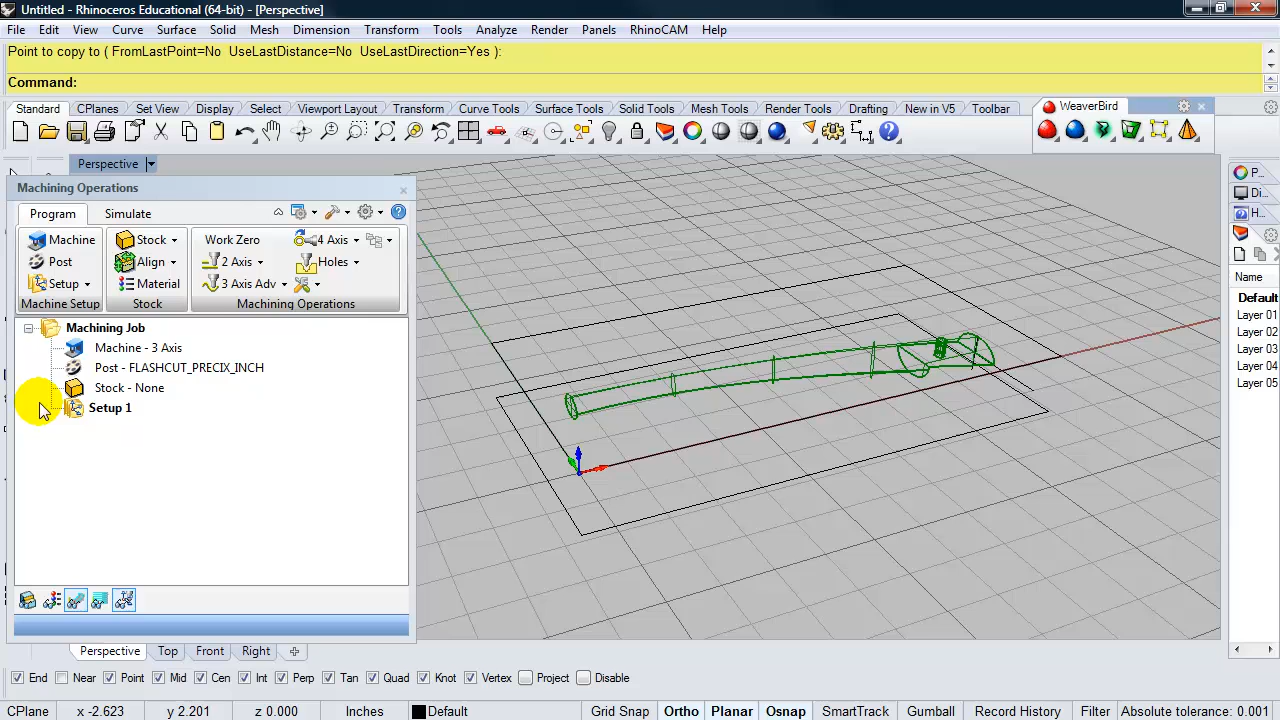 Untitled - Rhinoceros Educational (64-bit) - [Perspective]
File Edit View Curve Surface Solid Mesh Dimension Transform Tools Analyze Render Panels RhinoCAM Help
Point to copy to ( FromLastPoint=No UseLastDistance=No UseLastDirection=Yes ):
Command:
Standard CPlanes Set View Display Select Viewport Layout Transform Curve Tools Surface Tools Solid Tools Mesh Tools Render Tools Drafting New in V5 Toolbar
WeaverBird
Perspective
Machining Operations
Program Simulate
Machine Stock Work Zero 4 Axis
Post Align 2 Axis Holes
Setup Material 3 Axis Adv
Machine Setup Stock Machining Operations
Machining Job
Machine - 3 Axis
Post - FLASHCUT_PRECIX_INCH
Stock - None
Setup 1
P...
Di...
H...
Name
Default
Layer 01
Layer 02
Layer 03
Layer 04
Layer 05
Perspective Top Front Right
End Near Point Mid Cen Int Perp Tan Quad Knot Vertex Project Disable
CPlane x -2.623 y 2.201 z 0.000 Inches Default Grid Snap Ortho Planar Osnap SmartTrack Gumball Record History Filter Absolute tolerance: 0.001